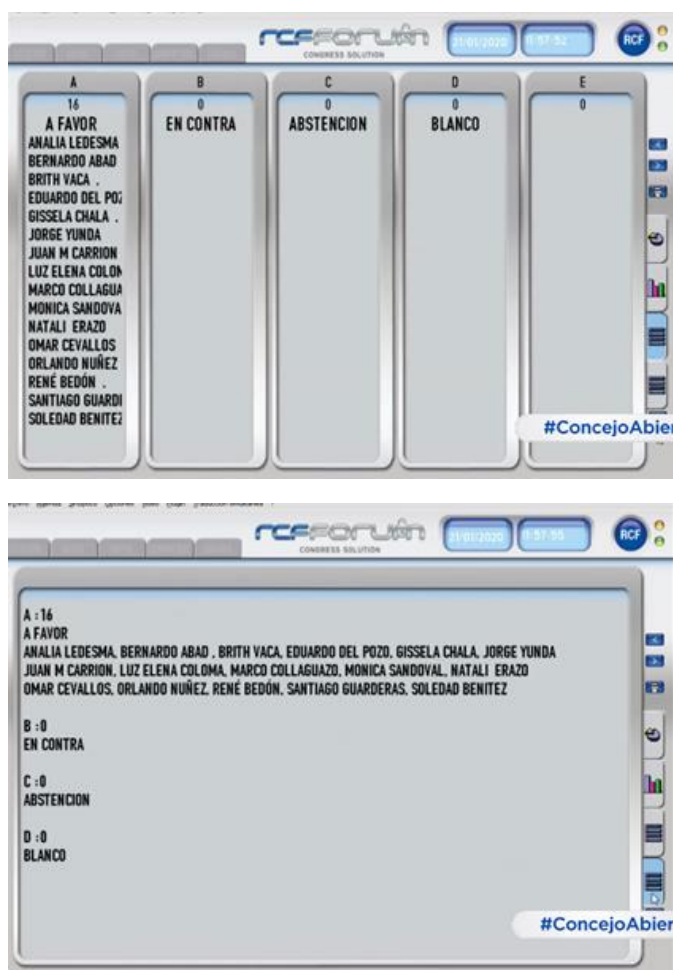 RCF FORUM
CONGRESS SOLUTION
21/01/2020
RCF
A
B
C
D
E
16
0
0
0
0
A FAVOR
EN CONTRA
ABSTENCION
BLANCO
ANALIA LEDESMA
BERNARDO ABAD
BRITH VACA .
EDUARDO DEL POZ
GISSELA CHALA .
JORGE YUNDA
JUAN M CARRION
LUZ ELENA COLOM
MARCO COLLAGUA
MONICA SANDOVA
NATALI ERAZO
OMAR CEVALLOS
ORLANDO NUÑEZ
RENÉ BEDÓN .
SANTIAGO GUARDI
SOLEDAD BENITEZ
#ConcejoAbier
RCF FORUM
CONGRESS SOLUTION
21/01/2020
RCF
A :16
A FAVOR
ANALIA LEDESMA, BERNARDO ABAD , BRITH VACA, EDUARDO DEL POZO, GISSELA CHALA, JORGE YUNDA
JUAN M CARRION, LUZ ELENA COLOMA, MARCO COLLAGUAZO, MONICA SANDOVAL, NATALI ERAZO
OMAR CEVALLOS, ORLANDO NUÑEZ, RENÉ BEDÓN, SANTIAGO GUARDERAS, SOLEDAD BENITEZ
B :0
EN CONTRA
C :0
ABSTENCION
D :0
BLANCO
#ConcejoAbier